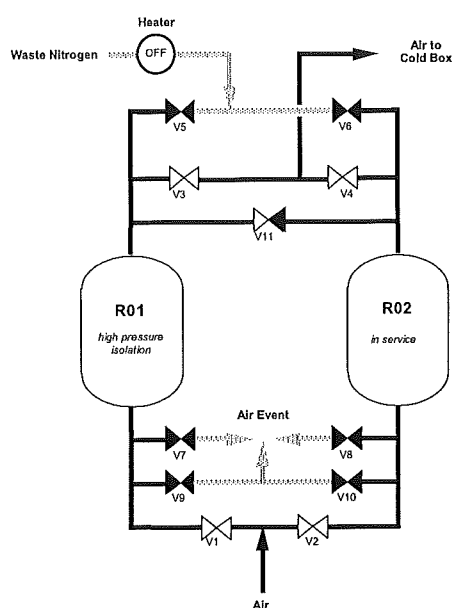 Heater
Waste Nitrogen
OFF
Air to
Cold Box
V5
V6
V3
V4
V11
R01
high pressure
isolation
R02
in service
Air Event
V7
V8
V9
V10
V1
V2
Air